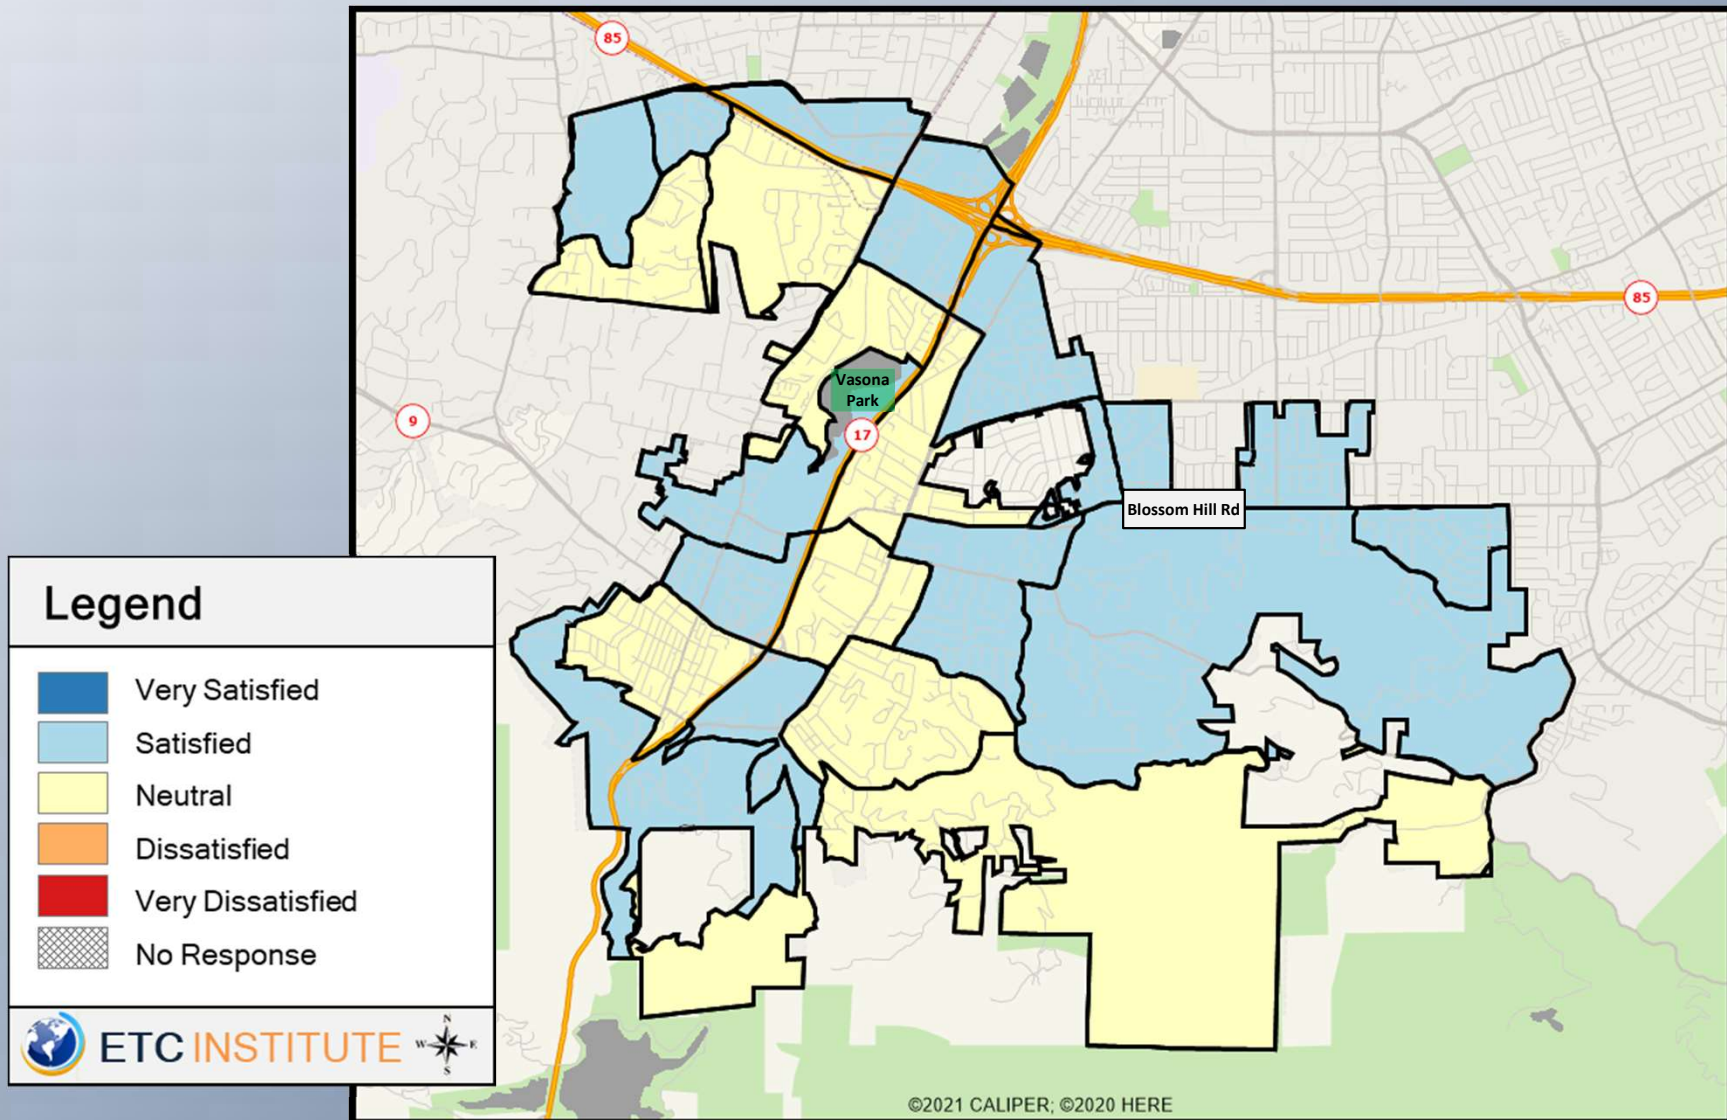 85
85
9
Vasona
Park
17
Blossom Hill Rd
Legend
Very Satisfied
Satisfied
Neutral
Dissatisfied
Very Dissatisfied
No Response
ETC INSTITUTE
N
W E
S
©2021 CALIPER; ©2020 HERE